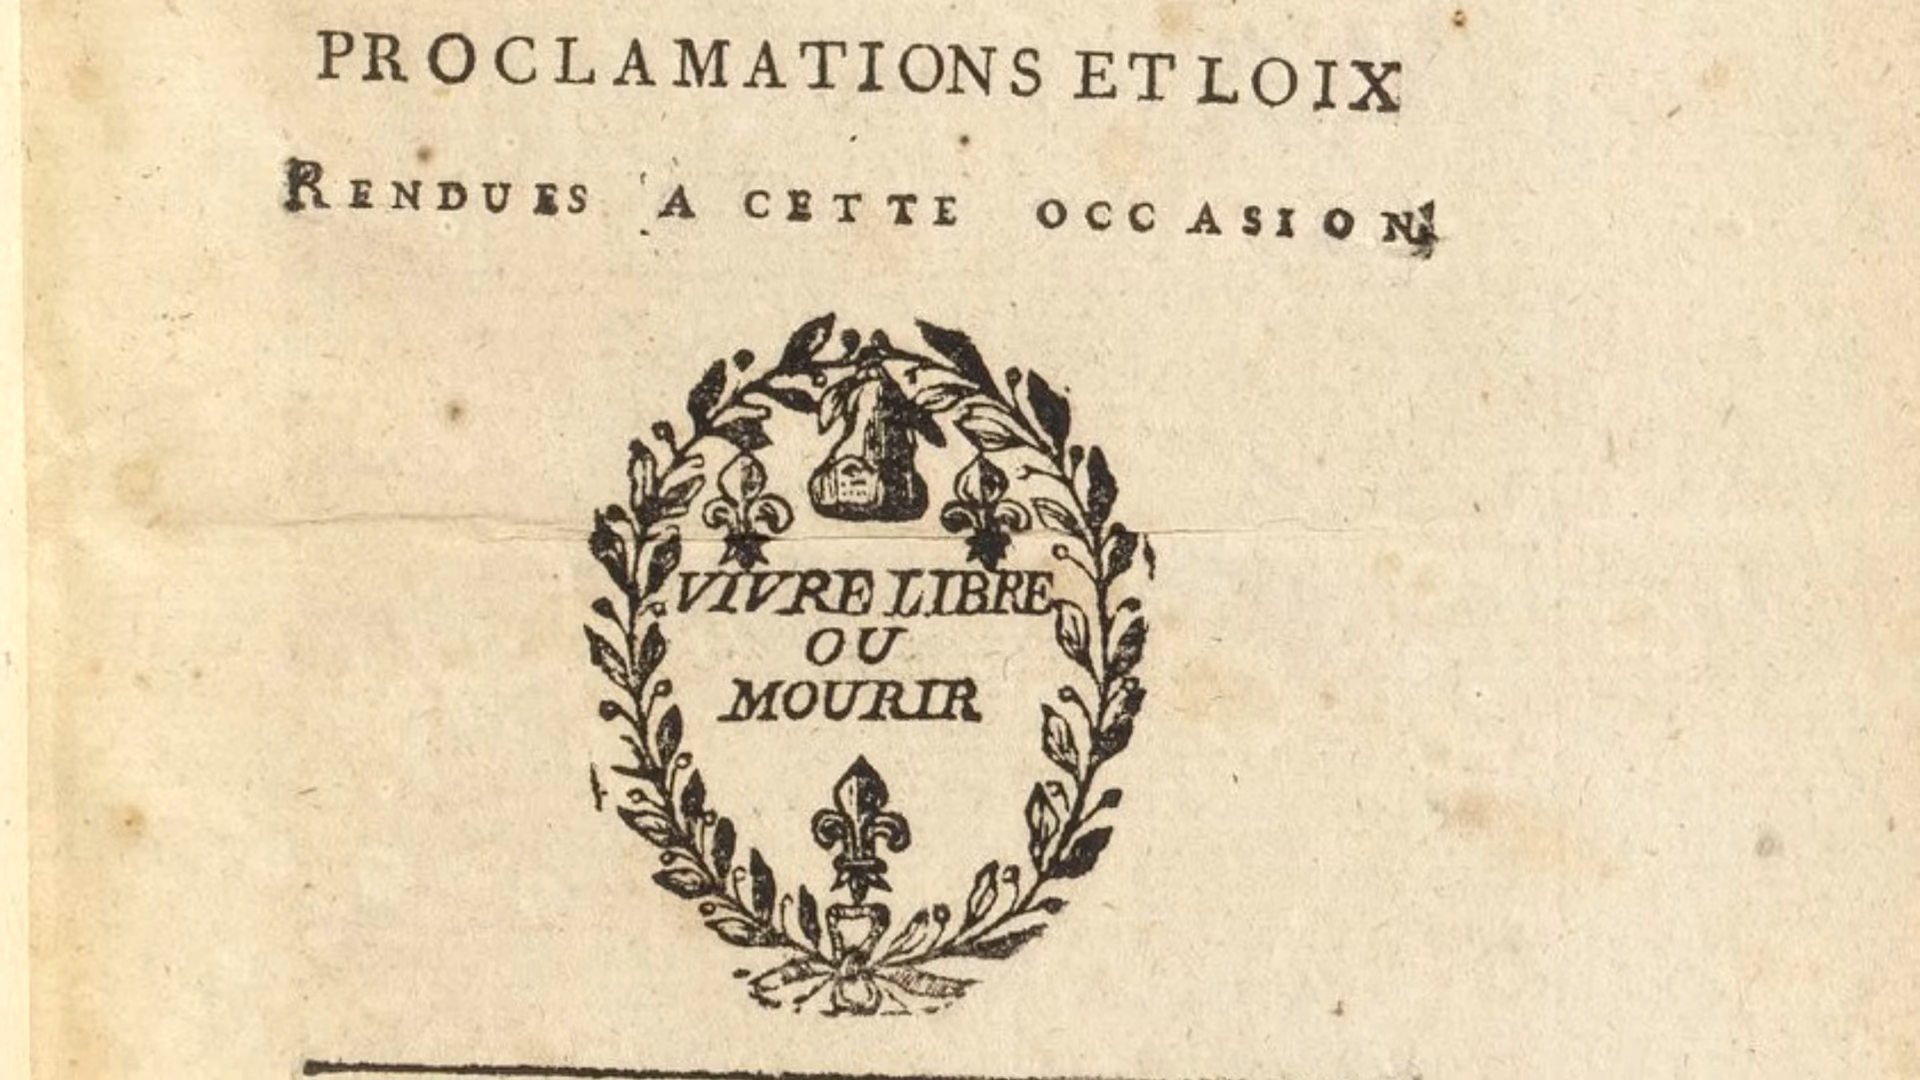 PROCLAMATIONS ET LOIX
RENDUES A CETTE OCCASION
VIVRE LIBRE
OU
MOURIR